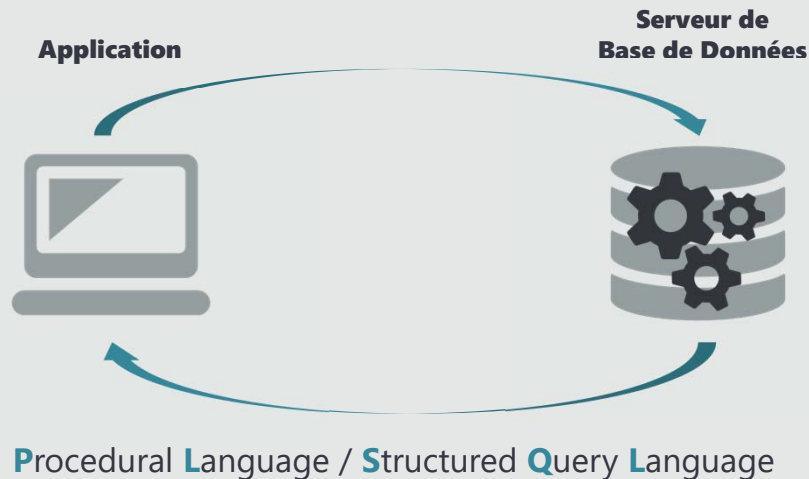 Application
Serveur de
Base de Données
Procedural Language / Structured Query Language